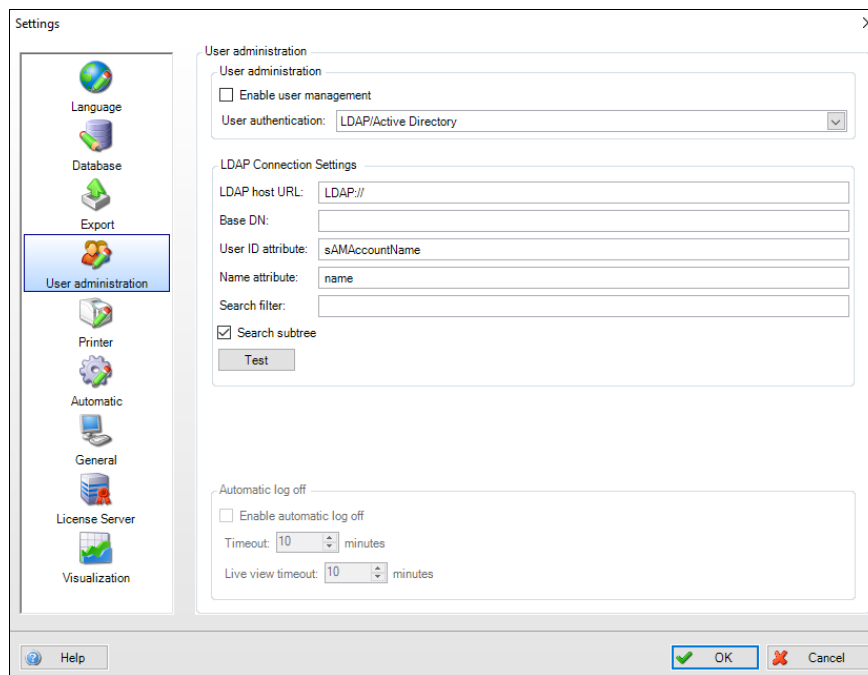 Settings
Language
Database
Export
User administration
Printer
Automatic
General
License Server
Visualization
User administration
User administration
Enable user management
User authentication: LDAP/Active Directory
LDAP Connection Settings
LDAP host URL: LDAP://
Base DN:
User ID attribute: sAMAccountName
Name attribute: name
Search filter:
Search subtree
Test
Automatic log off
Enable automatic log off
Timeout: 10 minutes
Live view timeout: 10 minutes
Help OK Cancel